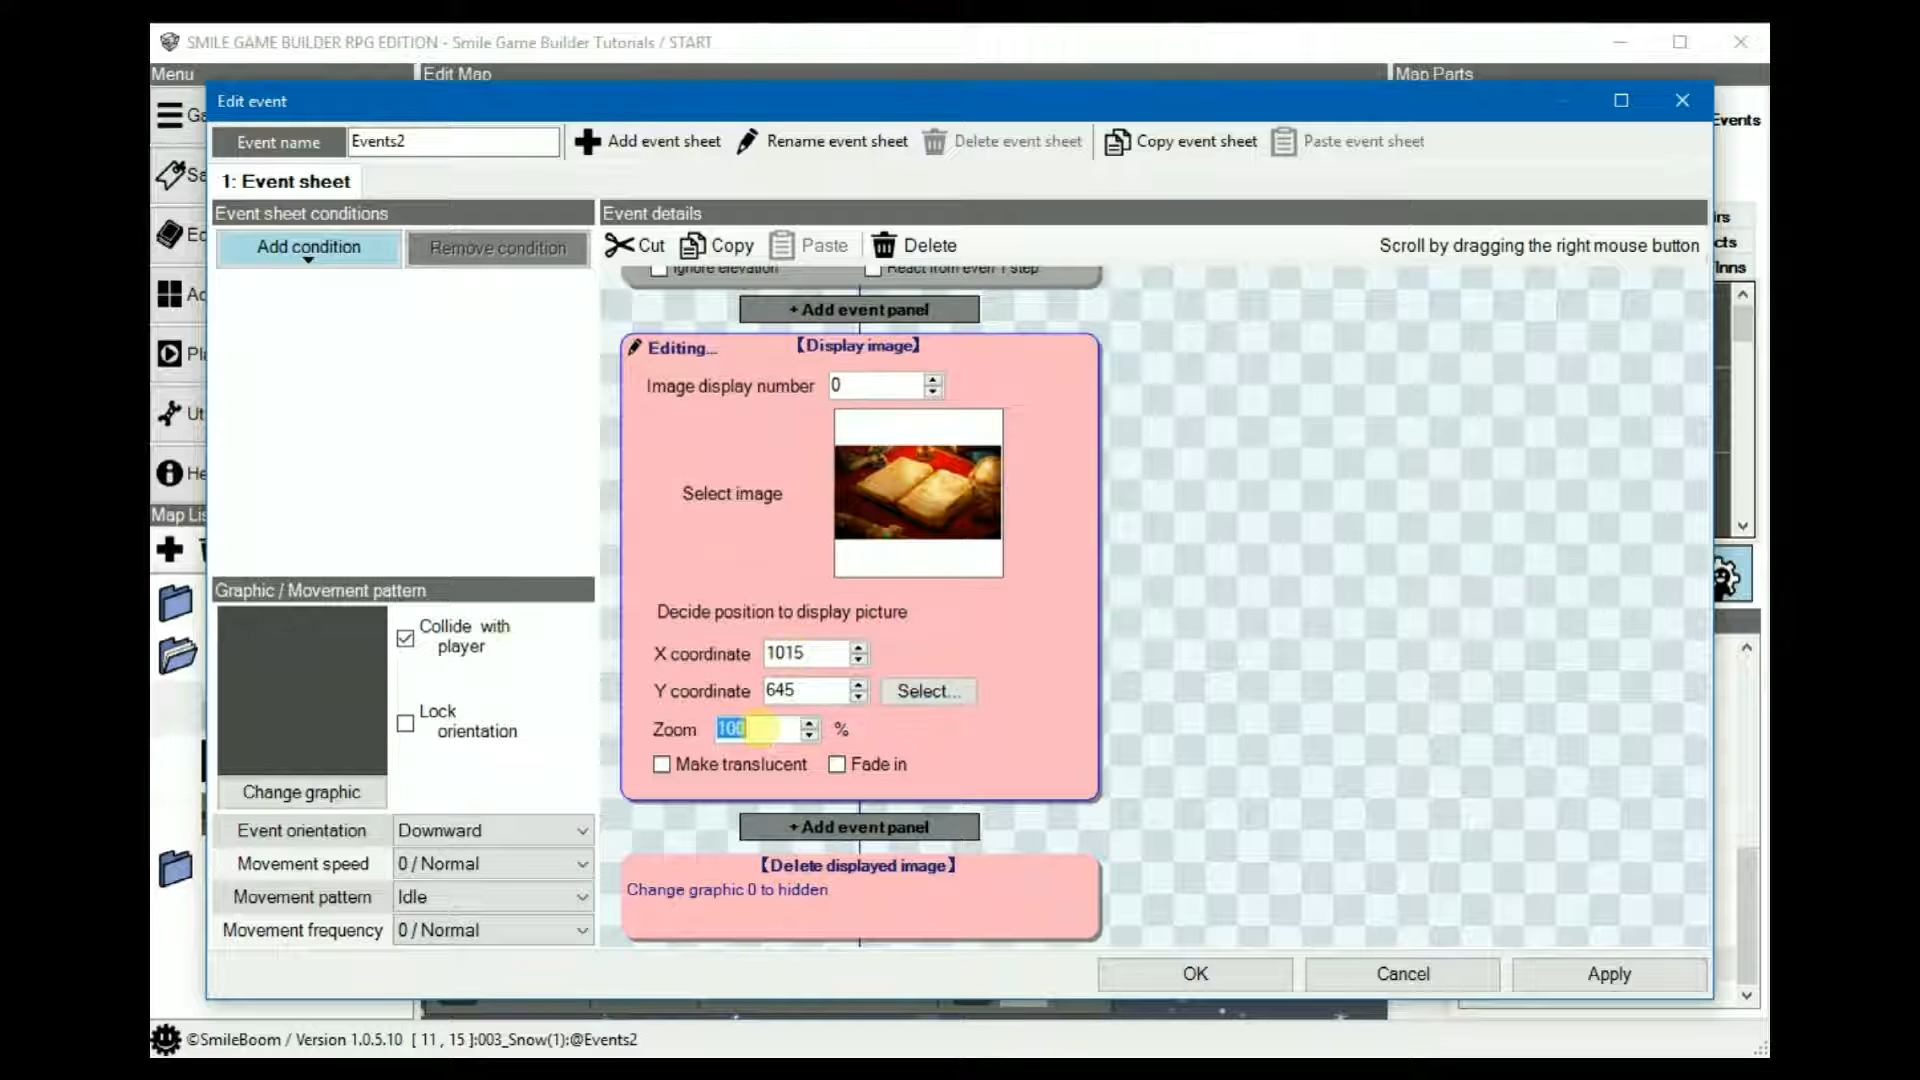 SMILE GAME BUILDER RPG EDITION - Smile Game Builder Tutorials / START
Menu
Edit Map
Map Parts
Edit event
Event name
Events2
Add event sheet
Rename event sheet
Delete event sheet
Copy event sheet
Paste event sheet
Events
1: Event sheet
Event sheet conditions
Event details
Add condition
Remove condition
Cut
Copy
Paste
Delete
Scroll by dragging the right mouse button
Ignore elevation
React from even 1 step
+ Add event panel
Editing...
【Display image】
Image display number
0
Select image
Decide position to display picture
X coordinate
1015
Y coordinate
645
Select...
Zoom
100
%
Make translucent
Fade in
+ Add event panel
【Delete displayed image】
Change graphic 0 to hidden
Graphic / Movement pattern
Collide with
player
Lock
orientation
Change graphic
Event orientation
Downward
Movement speed
0 / Normal
Movement pattern
Idle
Movement frequency
0 / Normal
OK
Cancel
Apply
Map Lis
©SmileBoom / Version 1.0.5.10 [ 11 , 15 ]:003_Snow(1):@Events2